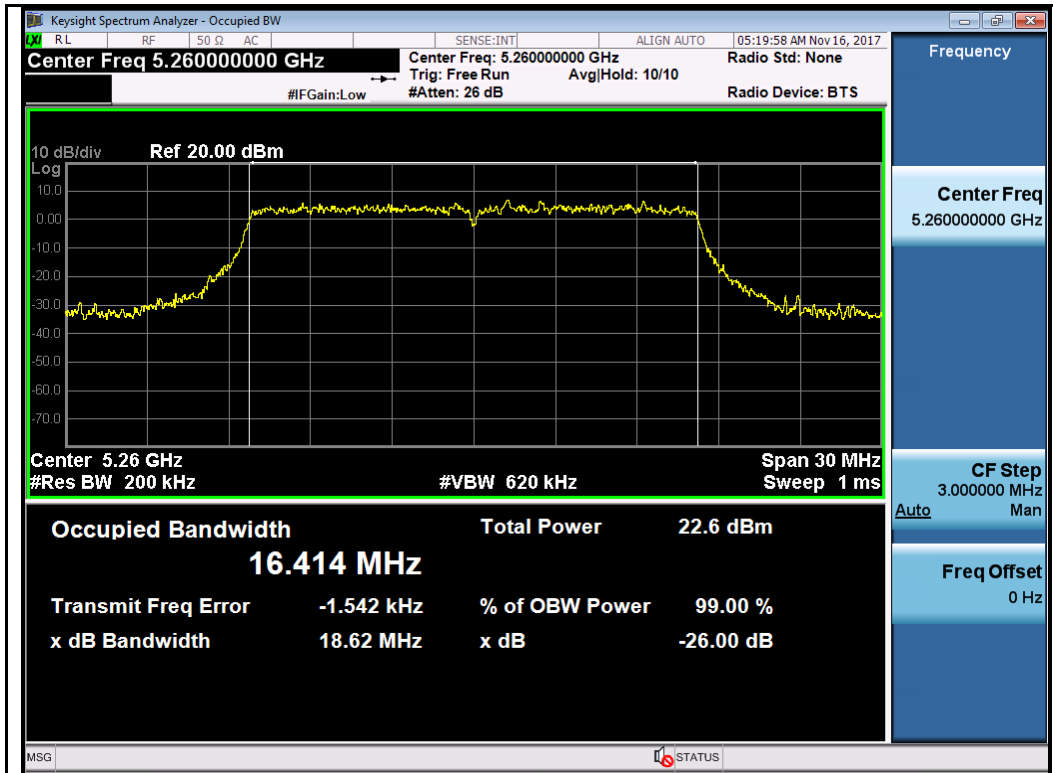 Keysight Spectrum Analyzer - Occupied BW
LXI RL RF 50 Ω AC SENSE:INT ALIGN AUTO 05:19:58 AM Nov 16, 2017
Center Freq 5.260000000 GHz
Center Freq: 5.260000000 GHz Radio Std: None
Trig: Free Run Avg|Hold: 10/10
#IFGain:Low #Atten: 26 dB Radio Device: BTS
10 dB/div Ref 20.00 dBm
Log
10.0
0.00
-10.0
-20.0
-30.0
-40.0
-50.0
-60.0
-70.0
Center 5.26 GHz Span 30 MHz
#Res BW 200 kHz #VBW 620 kHz Sweep 1 ms
Occupied Bandwidth Total Power 22.6 dBm
16.414 MHz
Transmit Freq Error -1.542 kHz % of OBW Power 99.00 %
x dB Bandwidth 18.62 MHz x dB -26.00 dB
Frequency
Center Freq
5.260000000 GHz
CF Step
3.000000 MHz
Auto Man
Freq Offset
0 Hz
MSG STATUS